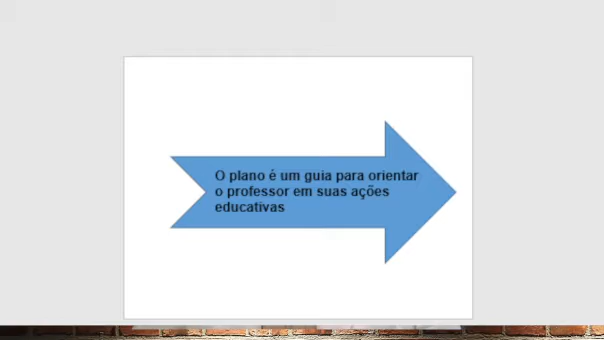 O plano é um guia para orientar
o professor em suas ações
educativas